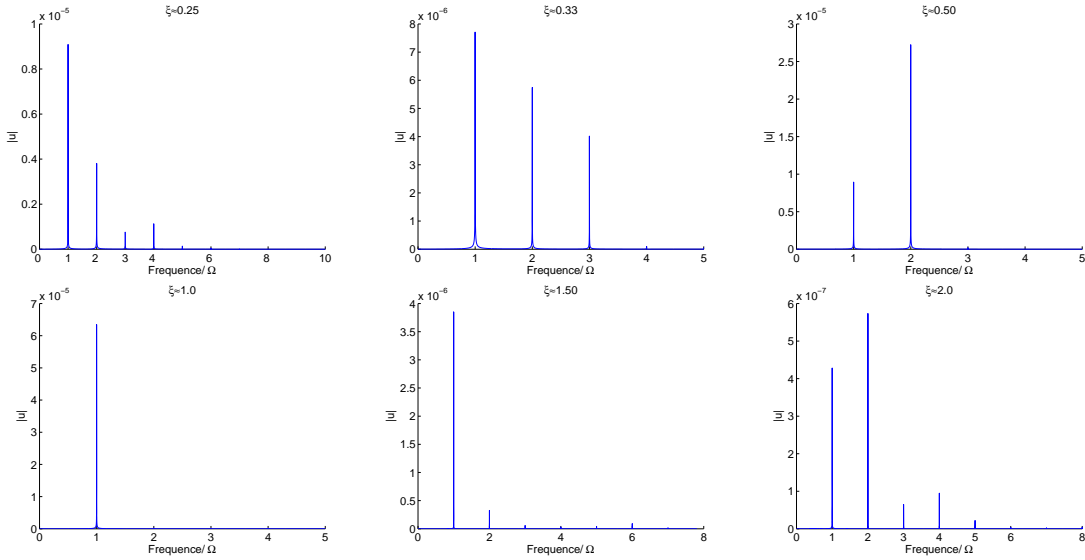 x 10⁻⁵
ξ≈0.25
1
0.8
0.6
0.4
0.2
0
|u|
0 1 2 3 4 5 6 7 8 10
Frequence/ Ω
x 10⁻⁶
ξ≈0.33
8
7
6
5
4
3
2
1
0
|u|
0 1 2 3 4 5
Frequence/ Ω
x 10⁻⁵
ξ≈0.50
3
2.5
2
1.5
1
0.5
0
|u|
0 1 2 3 4 5
Frequence/ Ω
x 10⁻⁵
ξ≈1.0
7
6
5
4
3
2
1
0
|u|
0 1 2 3 4 5
Frequence/ Ω
x 10⁻⁶
ξ≈1.50
4
3.5
3
2.5
2
1.5
1
0.5
0
|u|
0 1 2 3 4 5 6 8
Frequence/ Ω
x 10⁻⁷
ξ≈2.0
6
5
4
3
2
1
0
|u|
0 1 2 3 4 5 6 8
Frequence/ Ω